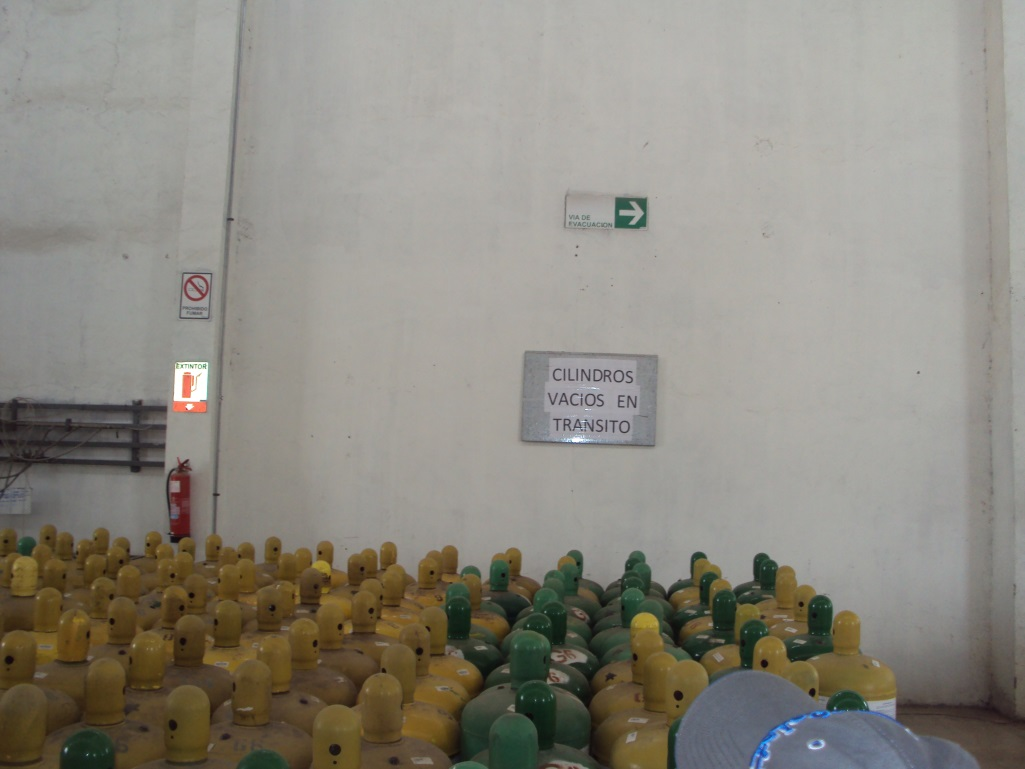 VIA DE
EVACUACION
PROHIBIDO
FUMAR
EXTINTOR
CILINDROS
VACIOS EN
TRANSITO